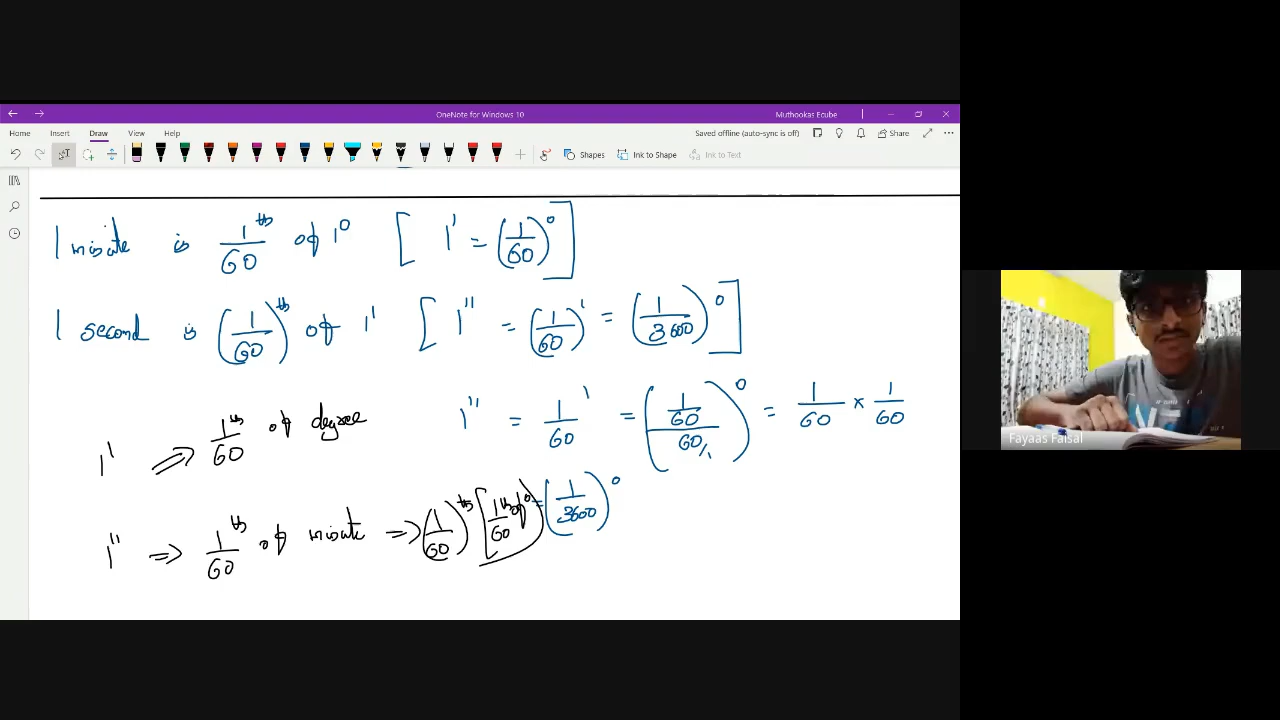 OneNote for Windows 10
Muthookas Ecube
Home Insert Draw View Help
Saved offline (auto-sync is off)
Share
Shapes
Ink to Shape
Ink to Text
1 minute is 1/60 th of 1° [ 1' = (1/60)° ]
1 second is (1/60)th of 1' [ 1'' = (1/60)' = (1/3600)° ]
1'' = 1/60 ' = ((1/60)/(60/1))° = 1/60 × 1/60
1' ⇒ 1/60 th of degree
= (1/3600)°
1'' ⇒ 1/60 th of minute ⇒ (1/60)th [1/60 th of 1°]
Fayaas Faisal